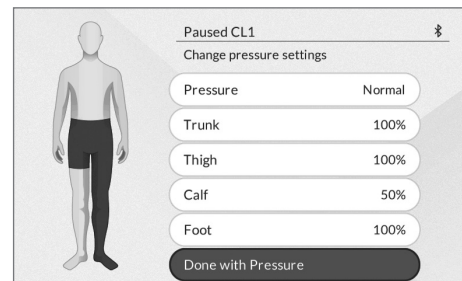 Paused CL1
Change pressure settings
Pressure Normal
Trunk 100%
Thigh 100%
Calf 50%
Foot 100%
Done with Pressure